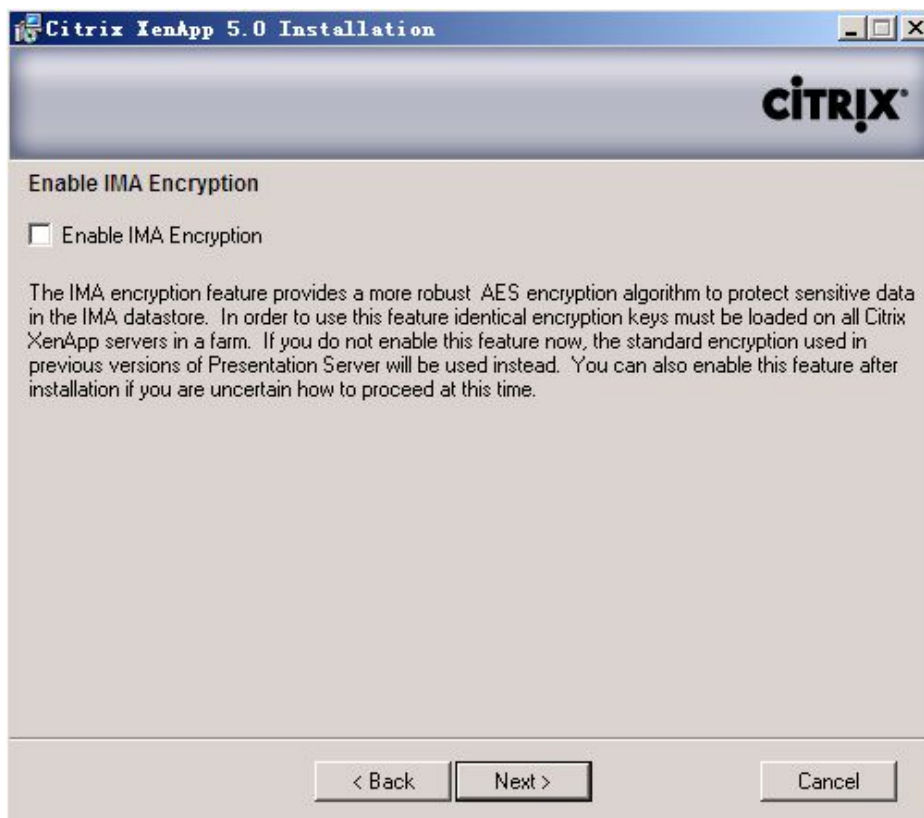 Citrix XenApp 5.0 Installation
CiTRIX
Enable IMA Encryption
Enable IMA Encryption
The IMA encryption feature provides a more robust AES encryption algorithm to protect sensitive data
in the IMA datastore. In order to use this feature identical encryption keys must be loaded on all Citrix
XenApp servers in a farm. If you do not enable this feature now, the standard encryption used in
previous versions of Presentation Server will be used instead. You can also enable this feature after
installation if you are uncertain how to proceed at this time.
< Back
Next >
Cancel